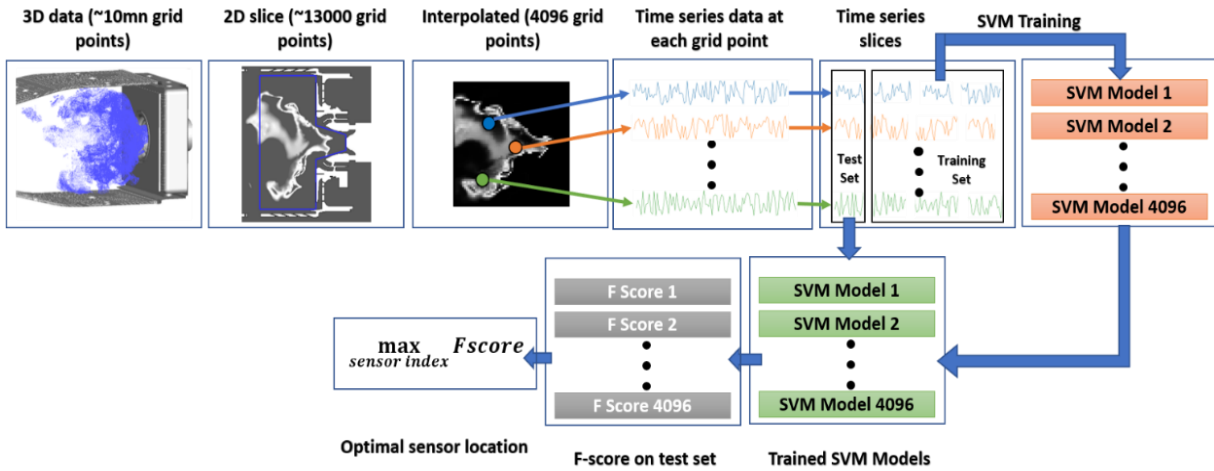 3D data (~10mn grid
points)
2D slice (~13000 grid
points)
Interpolated (4096 grid
points)
Time series data at
each grid point
Time series
slices
SVM Training
Test
Set
Training
Set
SVM Model 1
SVM Model 2
SVM Model 4096
max
sensor index
Fscore
F Score 1
F Score 2
F Score 4096
SVM Model 1
SVM Model 2
SVM Model 4096
Optimal sensor location
F-score on test set
Trained SVM Models